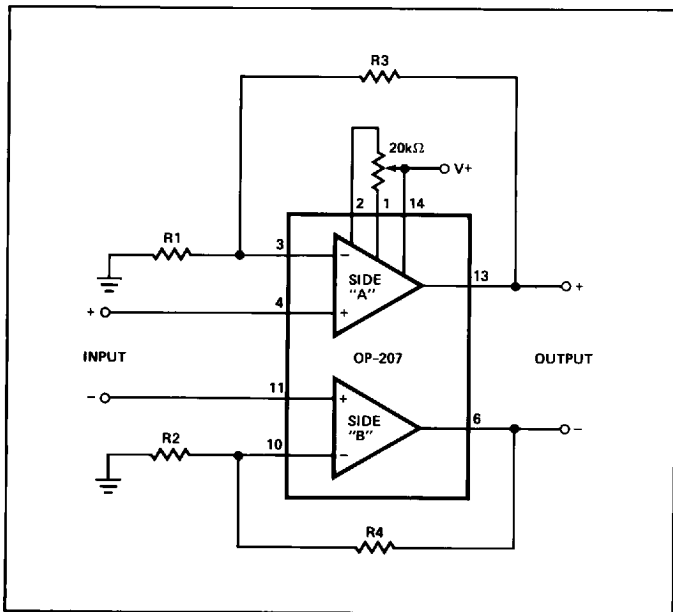 R3
20kΩ
V+
2 1 14
R1
3
−
SIDE
"A"
13
+
+
4
+
INPUT
OP-207
OUTPUT
−
11
+
SIDE
"B"
6
−
R2
10
−
R4